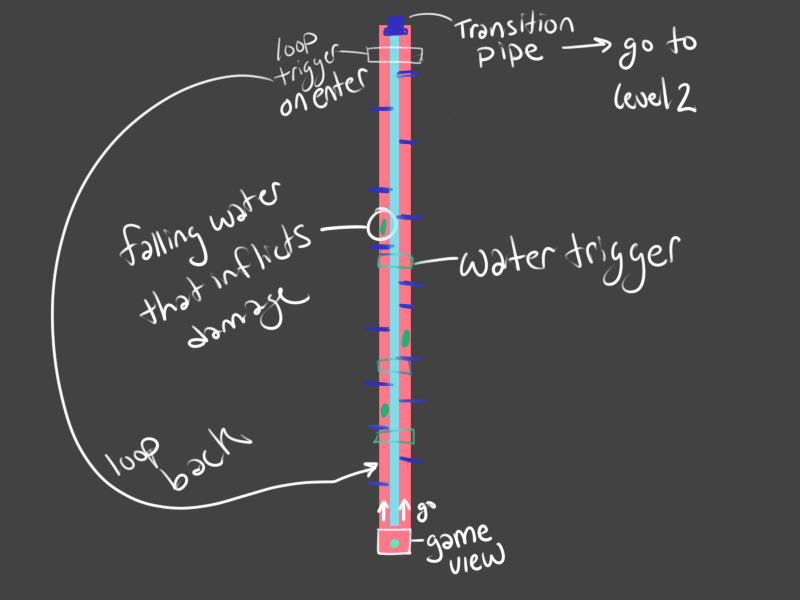 Transition
pipe → go to
level 2
loop
trigger
on enter
falling water
that inflicts
damage
water trigger
loop
back
go
game
view